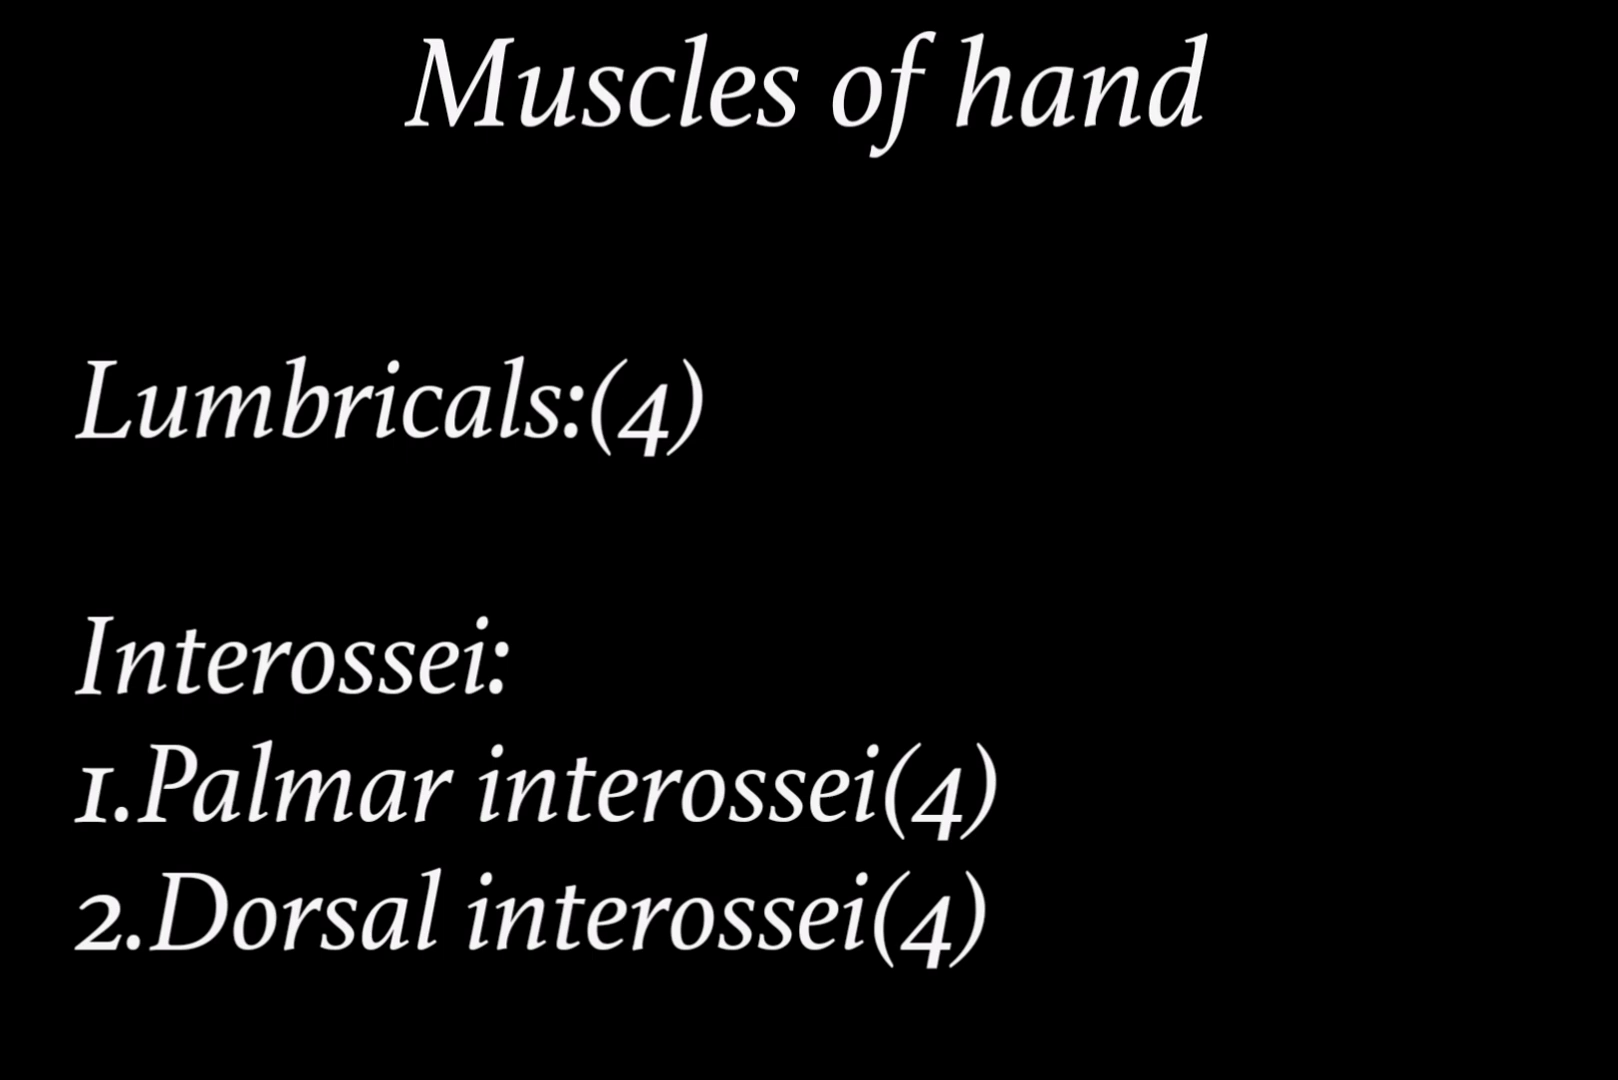 Muscles of hand
Lumbricals:(4)
Interossei:
1.Palmar interossei(4)
2.Dorsal interossei(4)